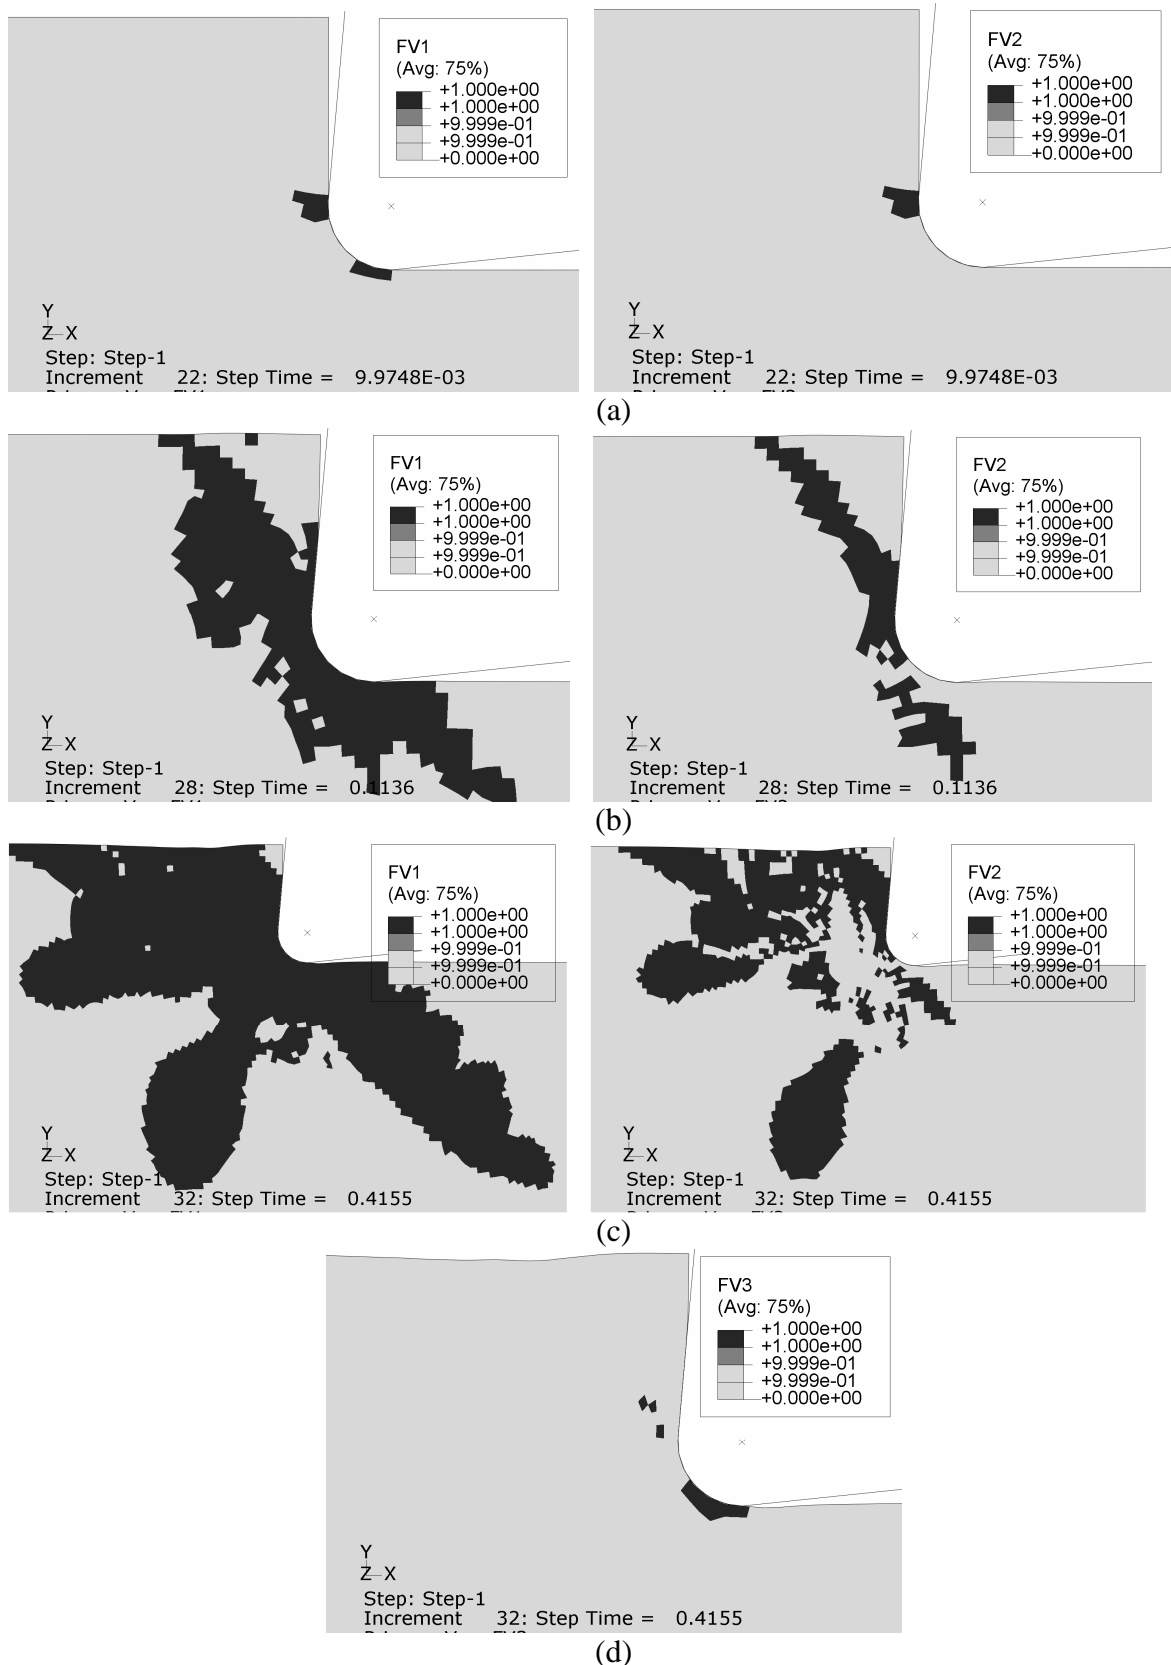 FV1
(Avg: 75%)
+1.000e+00
+1.000e+00
+9.999e-01
+9.999e-01
+0.000e+00
Y
Z X
Step: Step-1
Increment 22: Step Time = 9.9748E-03
FV2
(Avg: 75%)
+1.000e+00
+1.000e+00
+9.999e-01
+9.999e-01
+0.000e+00
Y
Z X
Step: Step-1
Increment 22: Step Time = 9.9748E-03
(a)
FV1
(Avg: 75%)
+1.000e+00
+1.000e+00
+9.999e-01
+9.999e-01
+0.000e+00
Y
Z X
Step: Step-1
Increment 28: Step Time = 0.1136
FV2
(Avg: 75%)
+1.000e+00
+1.000e+00
+9.999e-01
+9.999e-01
+0.000e+00
Y
Z X
Step: Step-1
Increment 28: Step Time = 0.1136
(b)
FV1
(Avg: 75%)
+1.000e+00
+1.000e+00
+9.999e-01
+9.999e-01
+0.000e+00
Y
Z X
Step: Step-1
Increment 32: Step Time = 0.4155
FV2
(Avg: 75%)
+1.000e+00
+1.000e+00
+9.999e-01
+9.999e-01
+0.000e+00
Y
Z X
Step: Step-1
Increment 32: Step Time = 0.4155
(c)
FV3
(Avg: 75%)
+1.000e+00
+1.000e+00
+9.999e-01
+9.999e-01
+0.000e+00
Y
Z X
Step: Step-1
Increment 32: Step Time = 0.4155
(d)